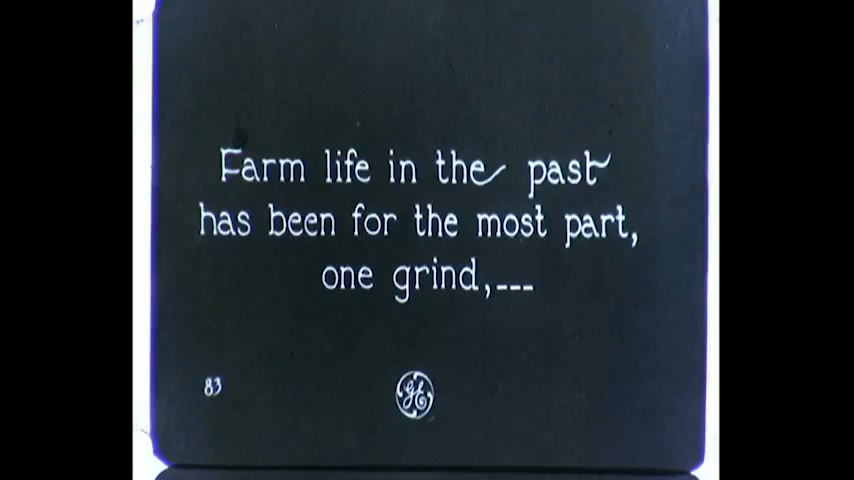 Farm life in the past
has been for the most part,
one grind,---
83
GE